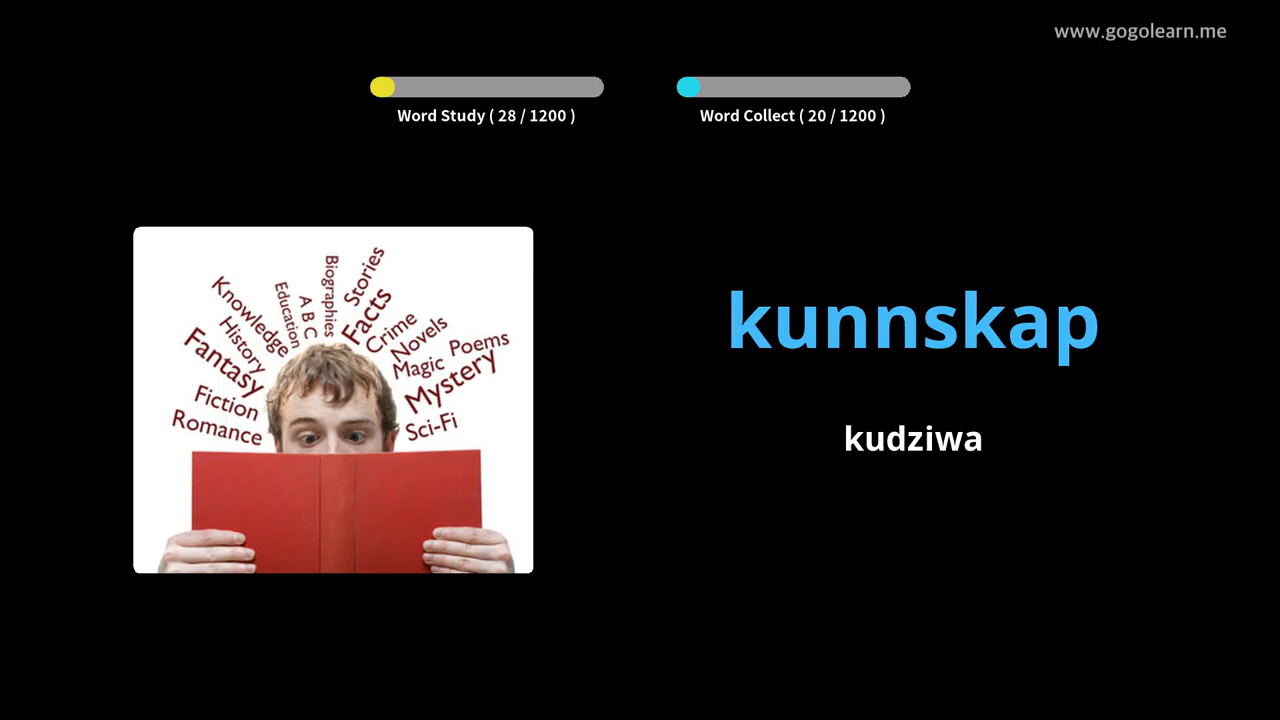 www.gogolearn.me
Word Study ( 28 / 1200 )
Word Collect ( 20 / 1200 )
Stories
Biographies
Facts
A B C
Education
Knowledge
Crime
History
Novels
Poems
Fantasy
Magic
Mystery
Fiction
Romance
Sci-Fi
kunnskap
kudziwa